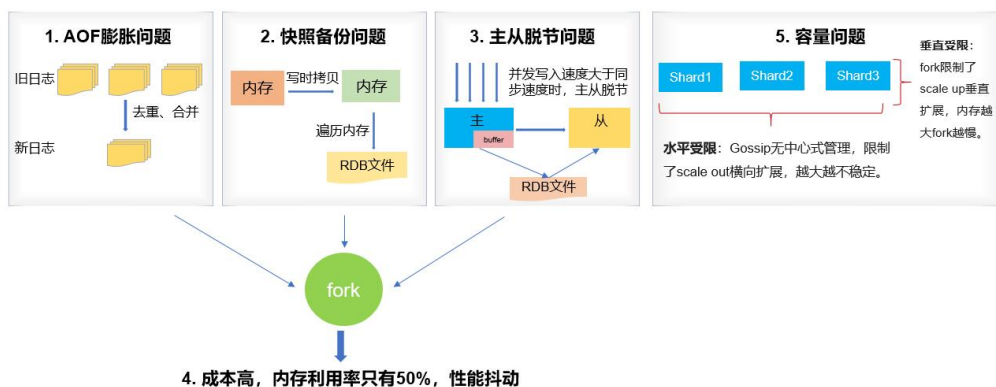 1. AOF膨胀问题
旧日志
去重、合并
新日志
2. 快照备份问题
内存
写时拷贝
内存
遍历内存
RDB文件
3. 主从脱节问题
并发写入速度大于同
步速度时，主从脱节
主
buffer
从
RDB文件
5. 容量问题
Shard1
Shard2
Shard3
垂直受限：
fork限制了
scale up垂直
扩展，内存越
大fork越慢。
水平受限：Gossip无中心式管理，限制
了scale out横向扩展，越大越不稳定。
fork
4. 成本高，内存利用率只有50%，性能抖动